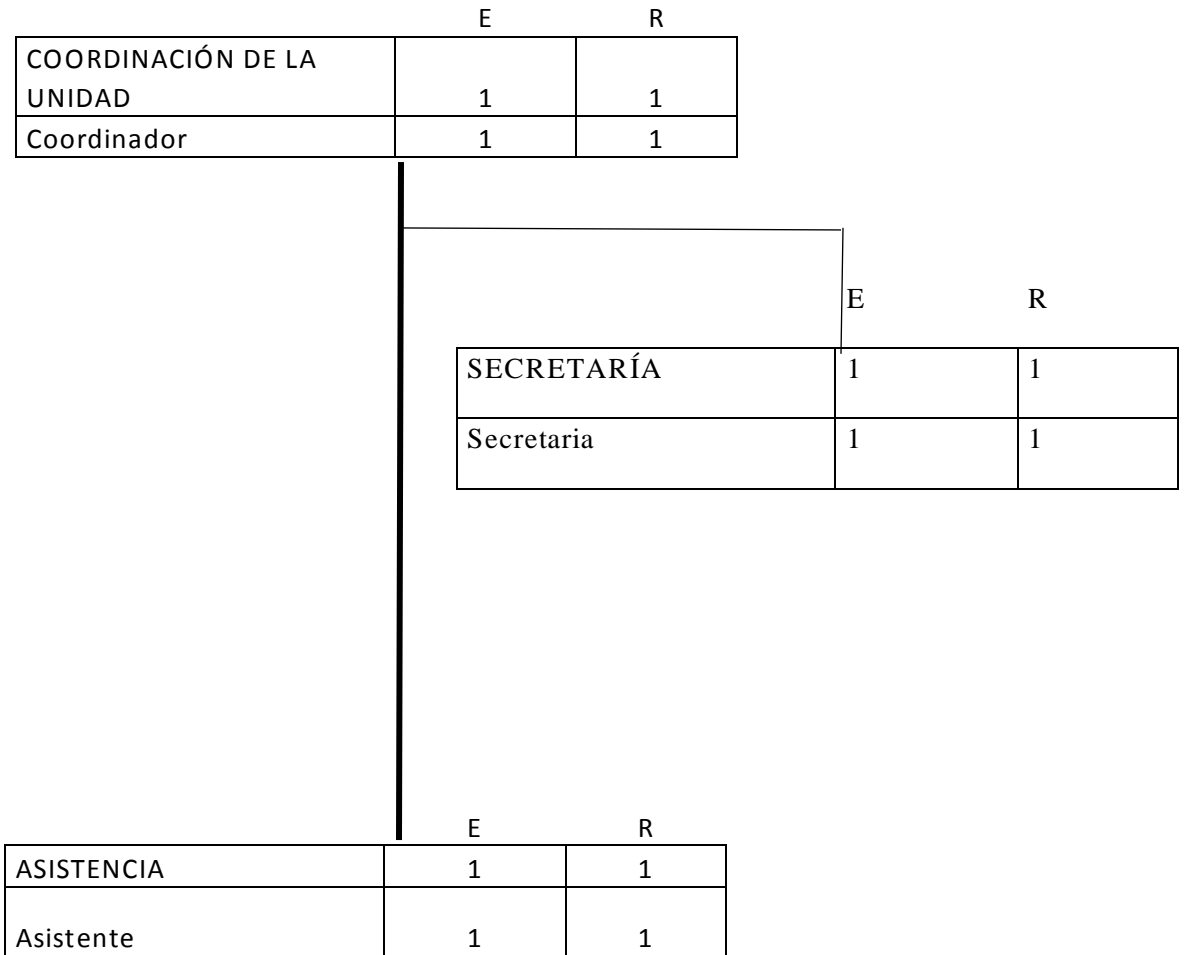 E R
COORDINACIÓN DE LA
UNIDAD 1 1
Coordinador 1 1
E R
SECRETARÍA 1 1
Secretaria 1 1
E R
ASISTENCIA 1 1
Asistente 1 1